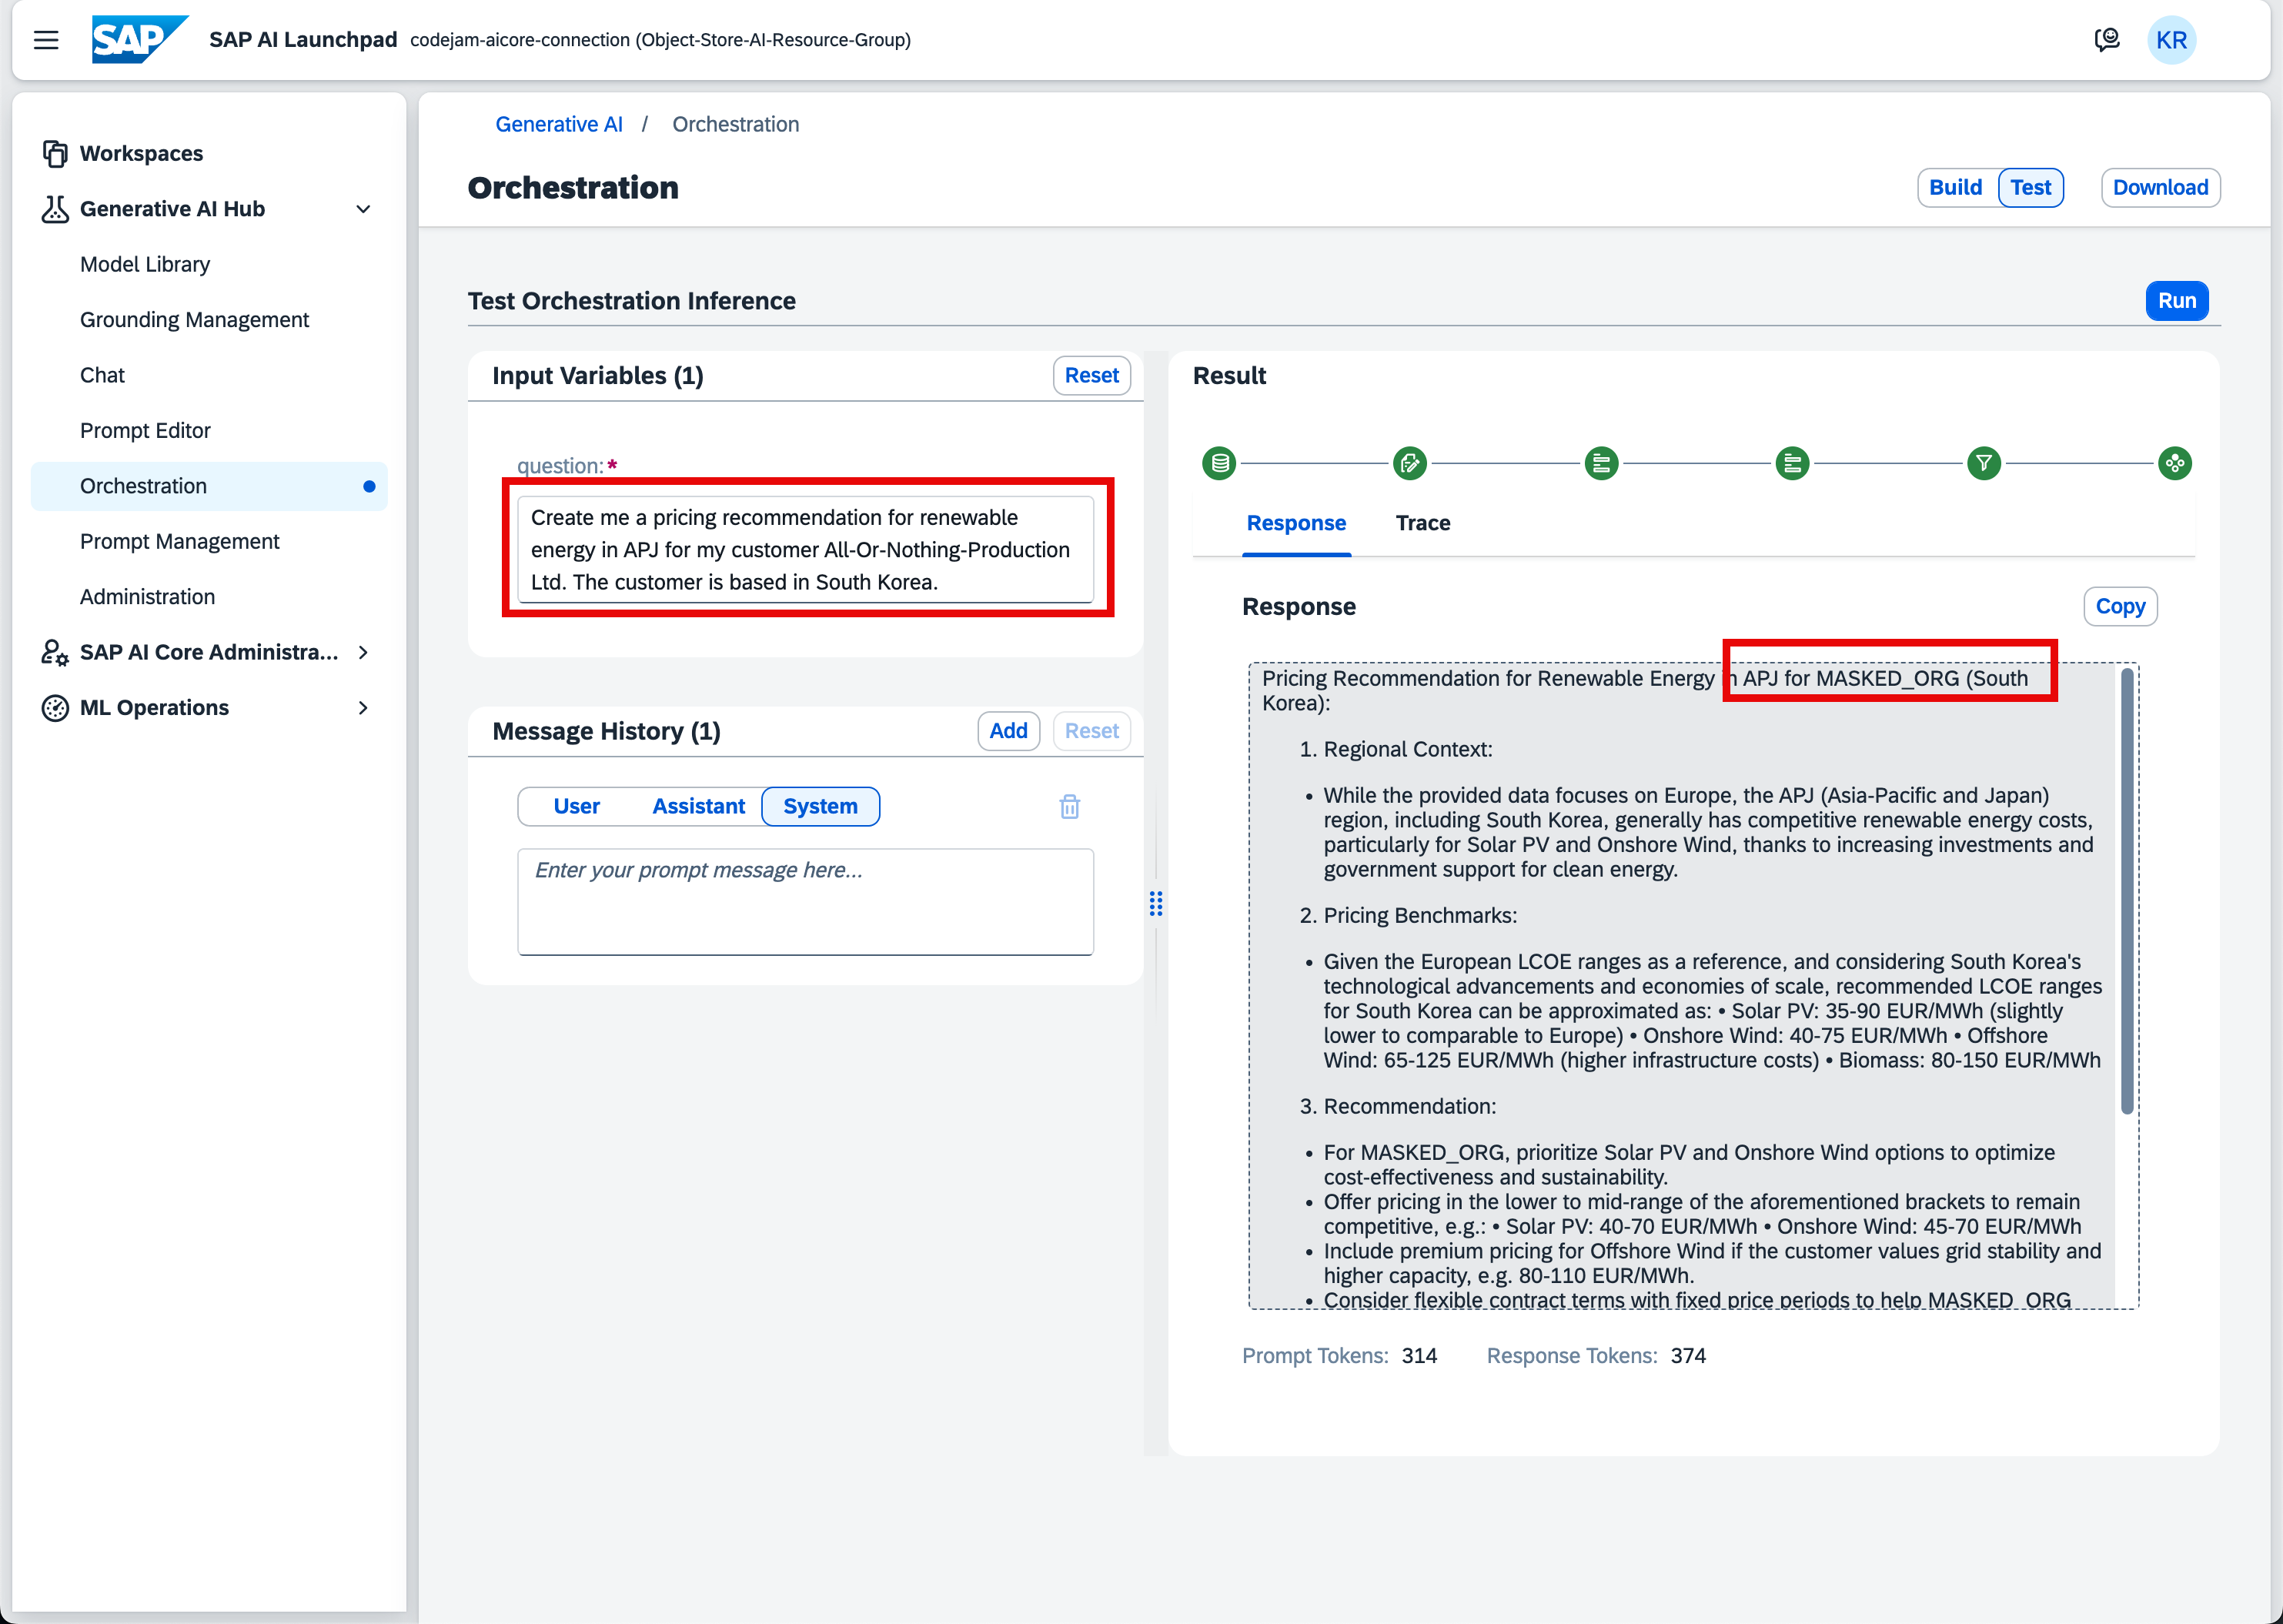 SAP
SAP AI Launchpad codejam-aicore-connection (Object-Store-AI-Resource-Group)
KR
Workspaces
Generative AI Hub
Model Library
Grounding Management
Chat
Prompt Editor
Orchestration
Prompt Management
Administration
SAP AI Core Administra...
ML Operations
Generative AI / Orchestration
Orchestration
Build Test Download
Test Orchestration Inference
Run
Input Variables (1)
Reset
question:*
Create me a pricing recommendation for renewable
energy in APJ for my customer All-Or-Nothing-Production
Ltd. The customer is based in South Korea.
Message History (1)
Add Reset
User Assistant System
Enter your prompt message here...
Result
Response Trace
Response
Copy
Pricing Recommendation for Renewable Energy in APJ for MASKED_ORG (South
Korea):
1. Regional Context:
• While the provided data focuses on Europe, the APJ (Asia-Pacific and Japan)
region, including South Korea, generally has competitive renewable energy costs,
particularly for Solar PV and Onshore Wind, thanks to increasing investments and
government support for clean energy.
2. Pricing Benchmarks:
• Given the European LCOE ranges as a reference, and considering South Korea's
technological advancements and economies of scale, recommended LCOE ranges
for South Korea can be approximated as: • Solar PV: 35-90 EUR/MWh (slightly
lower to comparable to Europe) • Onshore Wind: 40-75 EUR/MWh • Offshore
Wind: 65-125 EUR/MWh (higher infrastructure costs) • Biomass: 80-150 EUR/MWh
3. Recommendation:
• For MASKED_ORG, prioritize Solar PV and Onshore Wind options to optimize
cost-effectiveness and sustainability.
• Offer pricing in the lower to mid-range of the aforementioned brackets to remain
competitive, e.g.: • Solar PV: 40-70 EUR/MWh • Onshore Wind: 45-70 EUR/MWh
• Include premium pricing for Offshore Wind if the customer values grid stability and
higher capacity, e.g. 80-110 EUR/MWh.
• Consider flexible contract terms with fixed price periods to help MASKED_ORG
Prompt Tokens: 314 Response Tokens: 374